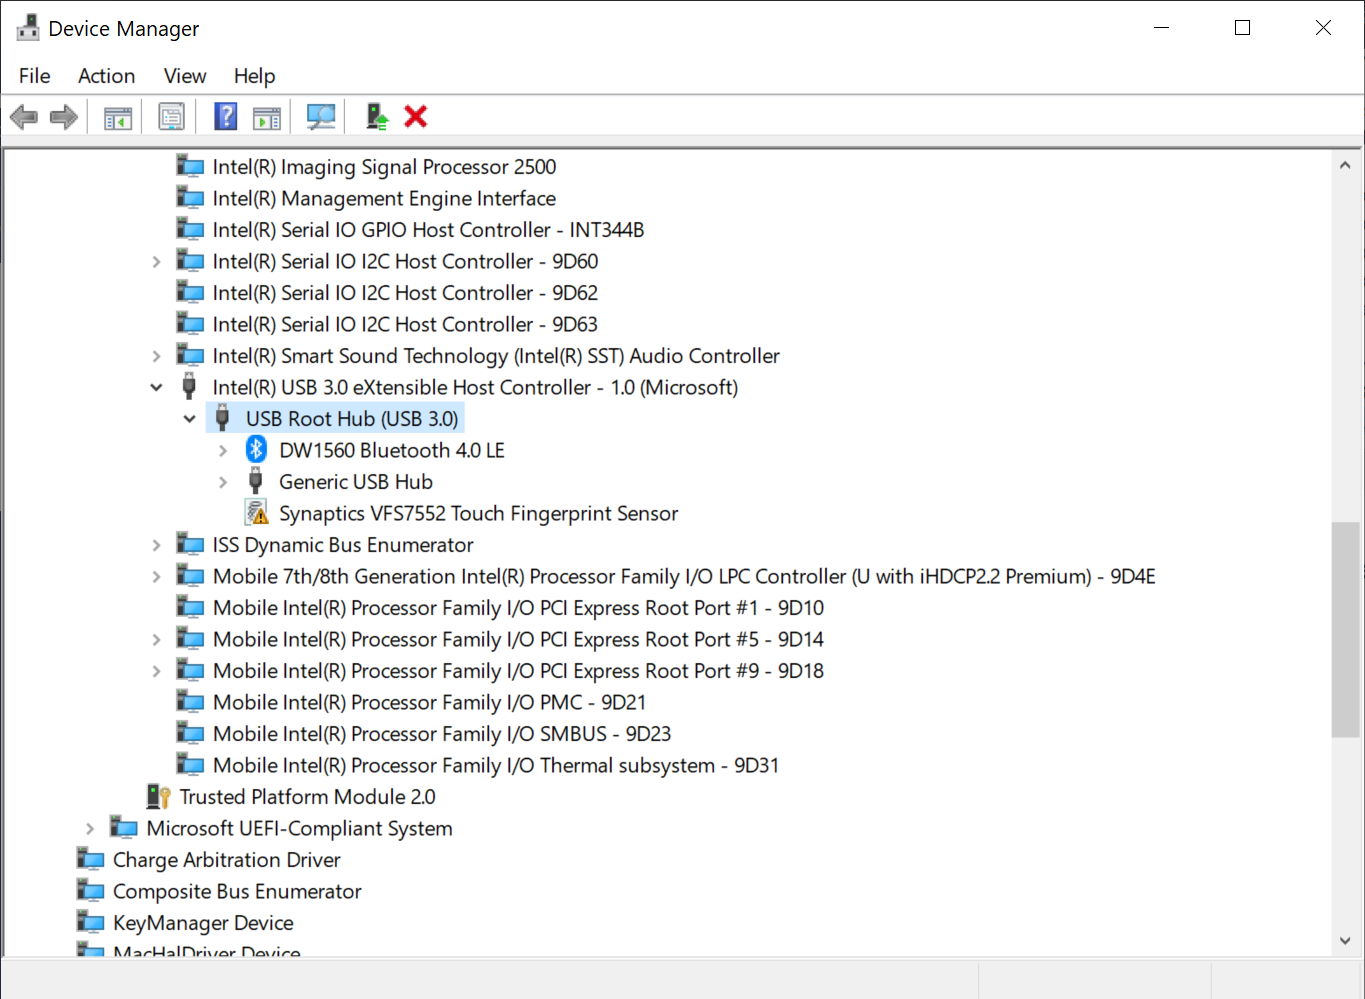 Device Manager
File Action View Help
Intel(R) Imaging Signal Processor 2500
Intel(R) Management Engine Interface
Intel(R) Serial IO GPIO Host Controller - INT344B
Intel(R) Serial IO I2C Host Controller - 9D60
Intel(R) Serial IO I2C Host Controller - 9D62
Intel(R) Serial IO I2C Host Controller - 9D63
Intel(R) Smart Sound Technology (Intel(R) SST) Audio Controller
Intel(R) USB 3.0 eXtensible Host Controller - 1.0 (Microsoft)
USB Root Hub (USB 3.0)
DW1560 Bluetooth 4.0 LE
Generic USB Hub
Synaptics VFS7552 Touch Fingerprint Sensor
ISS Dynamic Bus Enumerator
Mobile 7th/8th Generation Intel(R) Processor Family I/O LPC Controller (U with iHDCP2.2 Premium) - 9D4E
Mobile Intel(R) Processor Family I/O PCI Express Root Port #1 - 9D10
Mobile Intel(R) Processor Family I/O PCI Express Root Port #5 - 9D14
Mobile Intel(R) Processor Family I/O PCI Express Root Port #9 - 9D18
Mobile Intel(R) Processor Family I/O PMC - 9D21
Mobile Intel(R) Processor Family I/O SMBUS - 9D23
Mobile Intel(R) Processor Family I/O Thermal subsystem - 9D31
Trusted Platform Module 2.0
Microsoft UEFI-Compliant System
Charge Arbitration Driver
Composite Bus Enumerator
KeyManager Device
MacHalDriver Device